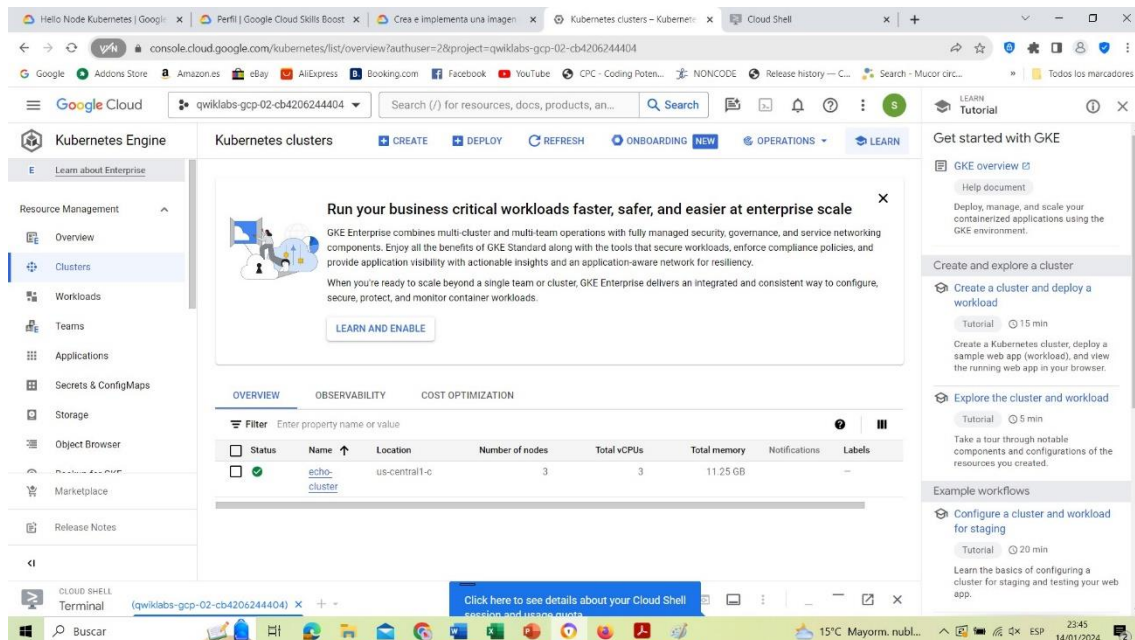 Hello Node Kubernetes | Google
Perfil | Google Cloud Skills Boost
Crea e implementa una imagen
Kubernetes clusters – Kubernete
Cloud Shell
VPN
console.cloud.google.com/kubernetes/list/overview?authuser=2&project=qwiklabs-gcp-02-cb4206244404
Google
Addons Store
Amazon.es
eBay
AliExpress
Booking.com
Facebook
YouTube
CPC - Coding Poten...
NONCODE
Release history — C...
Search - Mucor circ...
»
Todos los marcadores
Google Cloud
qwiklabs-gcp-02-cb4206244404
Search (/) for resources, docs, products, an...
Search
S
LEARN
Tutorial
Kubernetes Engine
Kubernetes clusters
CREATE
DEPLOY
REFRESH
ONBOARDING NEW
OPERATIONS
LEARN
E Learn about Enterprise
Resource Management
Overview
Clusters
Workloads
Teams
Applications
Secrets & ConfigMaps
Storage
Object Browser
Marketplace
Release Notes
Run your business critical workloads faster, safer, and easier at enterprise scale
GKE Enterprise combines multi-cluster and multi-team operations with fully managed security, governance, and service networking
components. Enjoy all the benefits of GKE Standard along with the tools that secure workloads, enforce compliance policies, and
provide application visibility with actionable insights and an application-aware network for resiliency.
When you're ready to scale beyond a single team or cluster, GKE Enterprise delivers an integrated and consistent way to configure,
secure, protect, and monitor container workloads.
LEARN AND ENABLE
OVERVIEW OBSERVABILITY COST OPTIMIZATION
Filter Enter property name or value
Status Name Location Number of nodes Total vCPUs Total memory Notifications Labels
echo-cluster us-central1-c 3 3 11.25 GB –
Get started with GKE
GKE overview
Help document
Deploy, manage, and scale your
containerized applications using the
GKE environment.
Create and explore a cluster
Create a cluster and deploy a
workload
Tutorial 15 min
Create a Kubernetes cluster, deploy a
sample web app (workload), and view
the running web app in your browser.
Explore the cluster and workload
Tutorial 5 min
Take a tour through notable
components and configurations of the
resources you created.
Example workflows
Configure a cluster and workload
for staging
Tutorial 20 min
Learn the basics of configuring a
cluster for staging and testing your web
app.
CLOUD SHELL
Terminal
(qwiklabs-gcp-02-cb4206244404)
Click here to see details about your Cloud Shell
session and usage quota
Buscar
15°C Mayorm. nubl...
ESP
23:45
14/01/2024